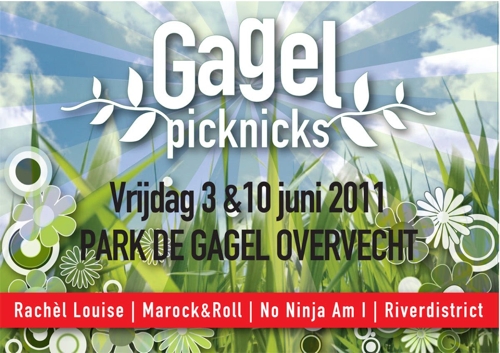 Gagel
picknicks
Vrijdag 3 & 10 juni 2011
PARK DE GAGEL OVERVECHT
Rachèl Louise | Marock&Roll | No Ninja Am I | Riverdistrict